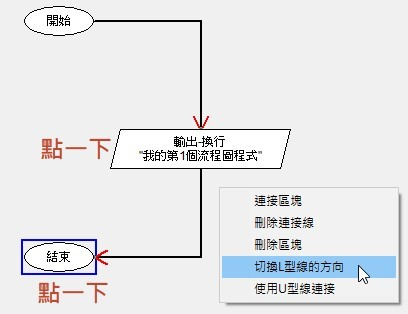 開始
點一下
輸出-換行
"我的第1個流程圖程式"
連接區塊
刪除連接線
刪除區塊
切換L型線的方向
使用U型線連接
結束
點一下